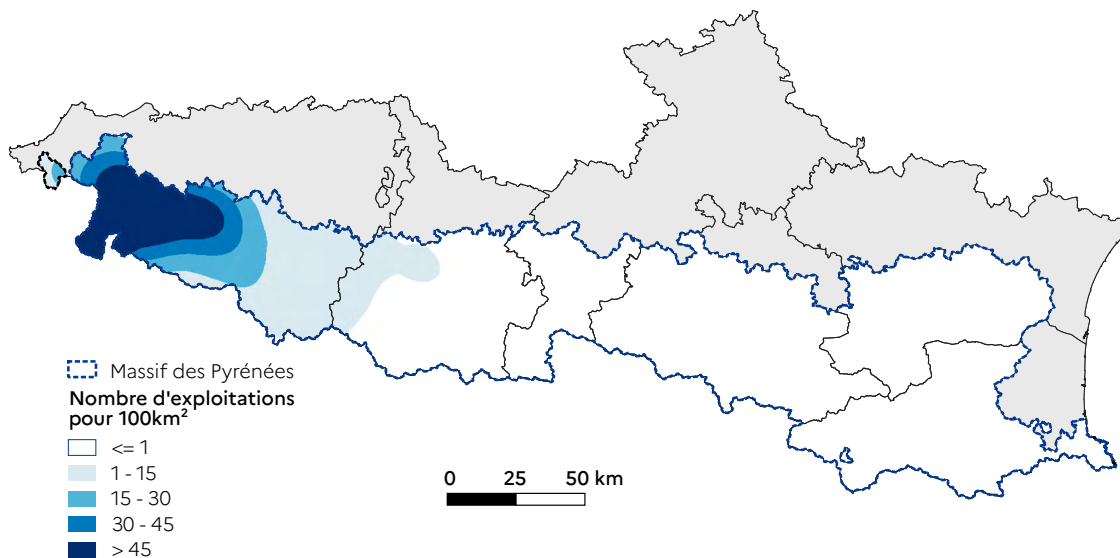 Massif des Pyrénées
Nombre d'exploitations
pour 100km²
<= 1
1 - 15
15 - 30
30 - 45
> 45
0 25 50 km